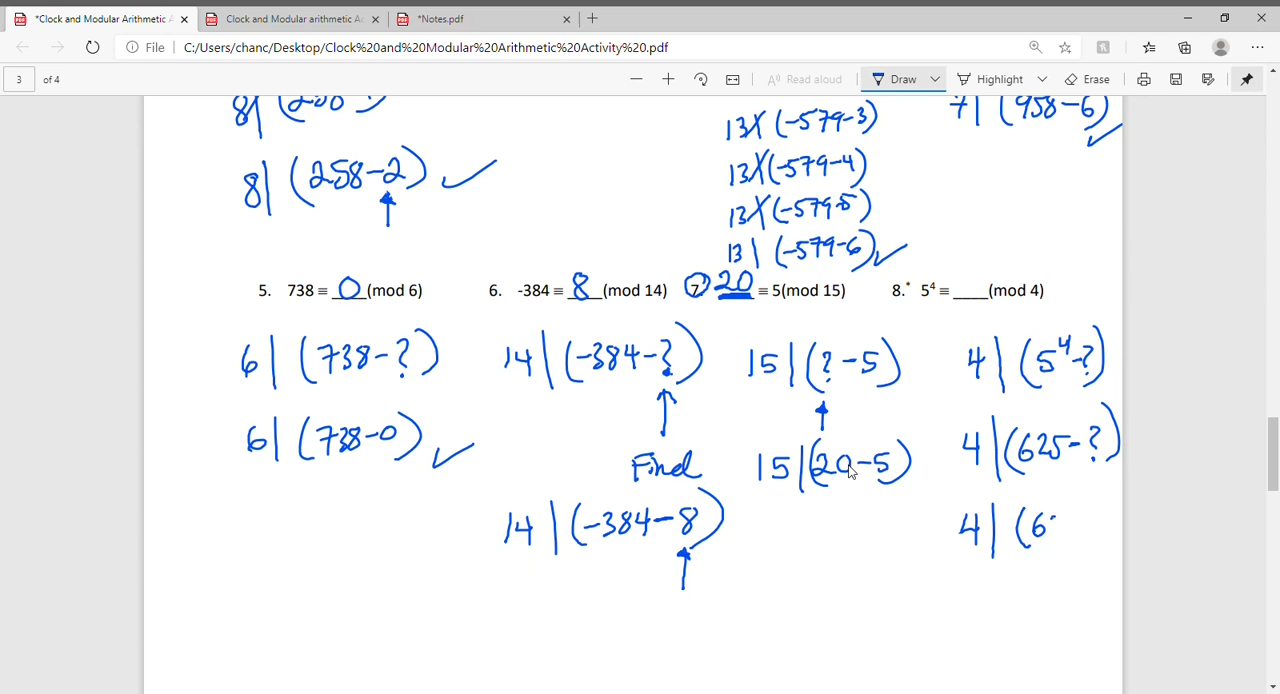 *Clock and Modular Arithmetic A
Clock and Modular arithmetic Ac
*Notes.pdf
File
C:/Users/chanc/Desktop/Clock%20and%20Modular%20Arithmetic%20Activity%20.pdf
3 of 4
Read aloud
Draw
Highlight
Erase
13∤(-579-3)
7|(958-6)
8|(258-2)
13∤(-579-4)
13∤(-579-5)
13|(-579-6)
5. 738 ≡ 0 (mod 6)
6. -384 ≡ 8 (mod 14)
7. 20 ≡ 5(mod 15)
8.* 5⁴ ≡ ____(mod 4)
6|(738-?)
14|(-384-?)
15|(?-5)
4|(5⁴-?)
6|(738-0)
Find
15|(20-5)
4|(625-?)
14|(-384-8)
4|(6